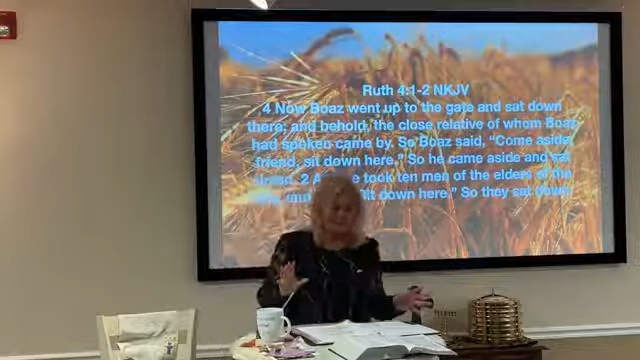 Ruth 4:1-2 NKJV
4 Now Boaz went up to the gate and sat down
there; and behold, the close relative of whom Boaz
had spoken came by. So Boaz said, "Come aside,
friend, sit down here." So he came aside and sat
down. 2 A e took ten men of the elders of the
it down here." So they sat down